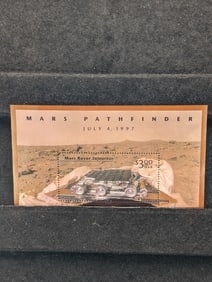 MARS PATHFINDER
JULY 4, 1997
Mars Rover Sojourner
$3.00
USA